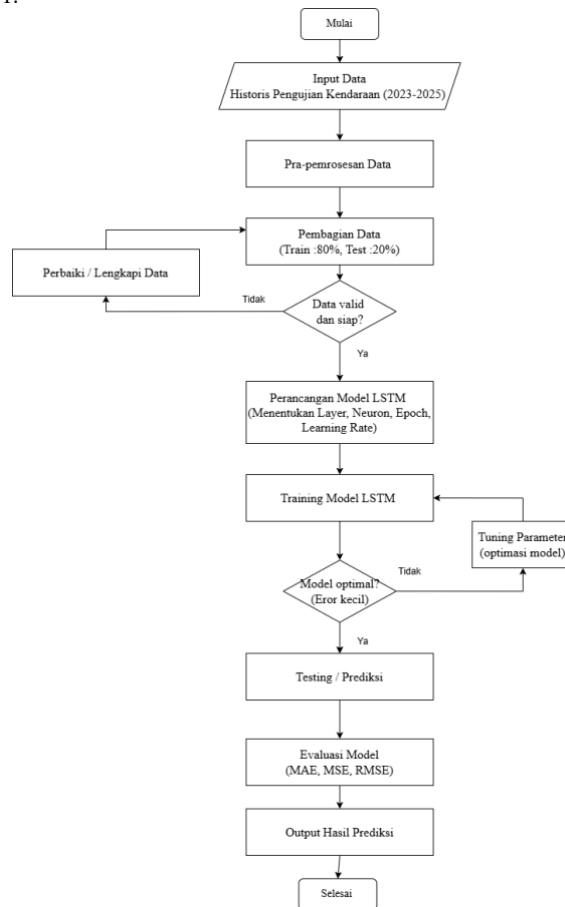 1.
Mulai
Input Data
Historis Pengujian Kendaraan (2023-2025)
Pra-pemrosesan Data
Pembagian Data
(Train :80%, Test :20%)
Perbaiki / Lengkapi Data
Tidak
Data valid
dan siap?
Ya
Perancangan Model LSTM
(Menentukan Layer, Neuron, Epoch,
Learning Rate)
Training Model LSTM
Tuning Parameter
(optimasi model)
Tidak
Model optimal?
(Eror kecil)
Ya
Testing / Prediksi
Evaluasi Model
(MAE, MSE, RMSE)
Output Hasil Prediksi
Selesai